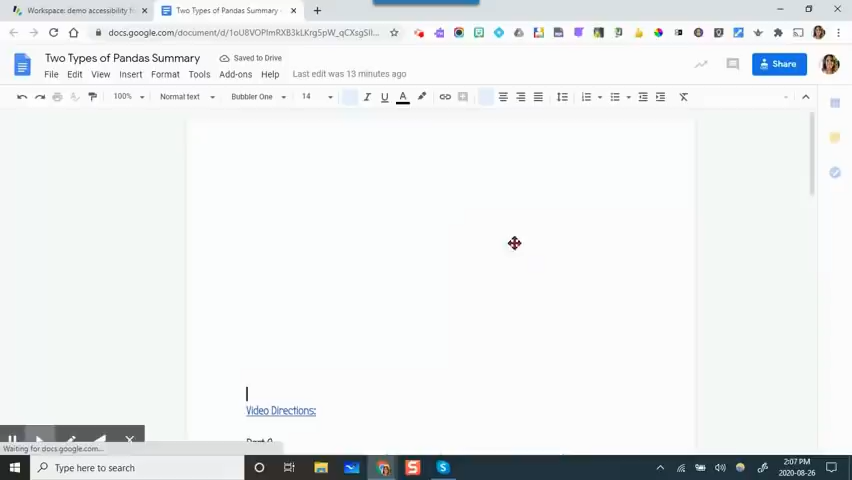 Workspace: demo accessibility f
Two Types of Pandas Summary -
docs.google.com/document/d/1oU8VOPlmRXB3kLKrg5pW_qCXsgSlI...
Two Types of Pandas Summary
Saved to Drive
File Edit View Insert Format Tools Add-ons Help
Last edit was 13 minutes ago
Share
100% Normal text Bubbler One 14
Video Directions:
Waiting for docs.google.com...
Type here to search
2:07 PM
2020-08-26